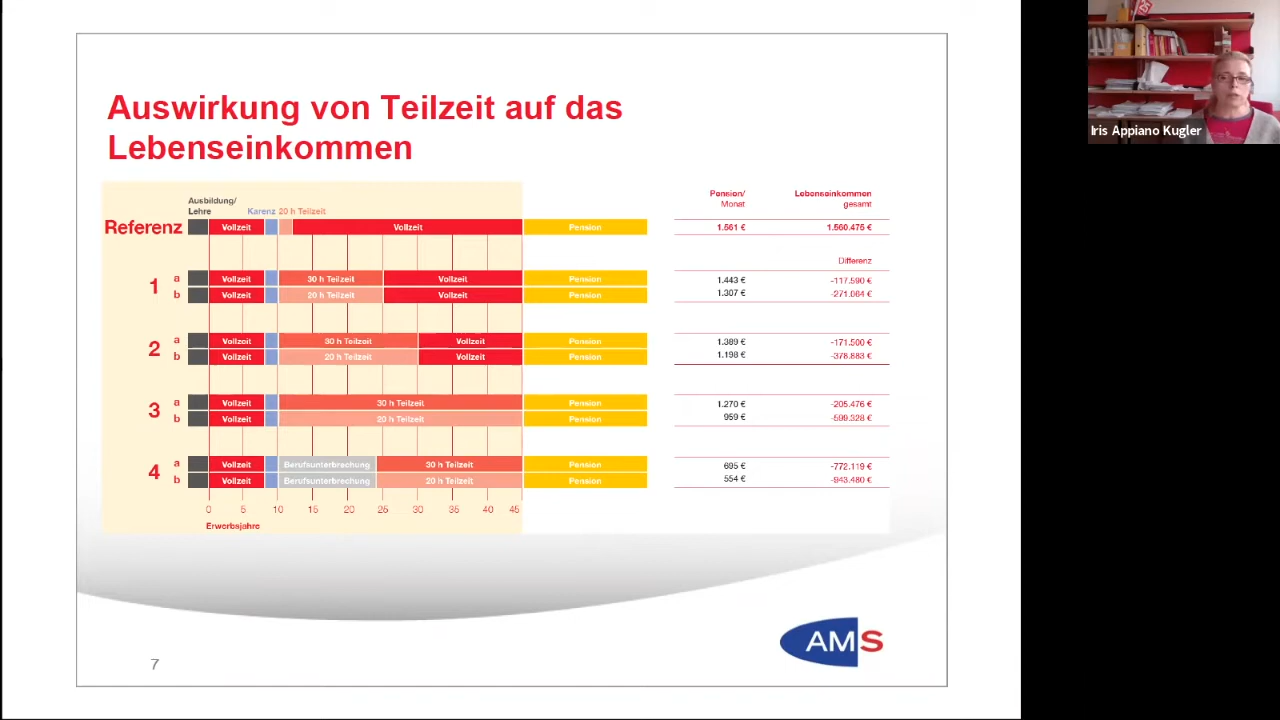 Auswirkung von Teilzeit auf das
Lebenseinkommen
Iris Appiano Kugler
Ausbildung/
Lehre
Karenz 20 h Teilzeit
Pension/
Monat
Lebenseinkommen
gesamt
Referenz Vollzeit Vollzeit Pension 1.561 € 1.560.475 €
Differenz
1
a Vollzeit 30 h Teilzeit Vollzeit Pension 1.443 € -117.590 €
b Vollzeit 20 h Teilzeit Vollzeit Pension 1.307 € -271.064 €
2
a Vollzeit 30 h Teilzeit Vollzeit Pension 1.389 € -171.500 €
b Vollzeit 20 h Teilzeit Vollzeit Pension 1.198 € -378.883 €
3
a Vollzeit 30 h Teilzeit Pension 1.270 € -205.476 €
b Vollzeit 20 h Teilzeit Pension 959 € -599.328 €
4
a Vollzeit Berufsunterbrechung 30 h Teilzeit Pension 695 € -772.119 €
b Vollzeit Berufsunterbrechung 20 h Teilzeit Pension 554 € -943.480 €
0 5 10 15 20 25 30 35 40 45
Erwerbsjahre
AMS
7